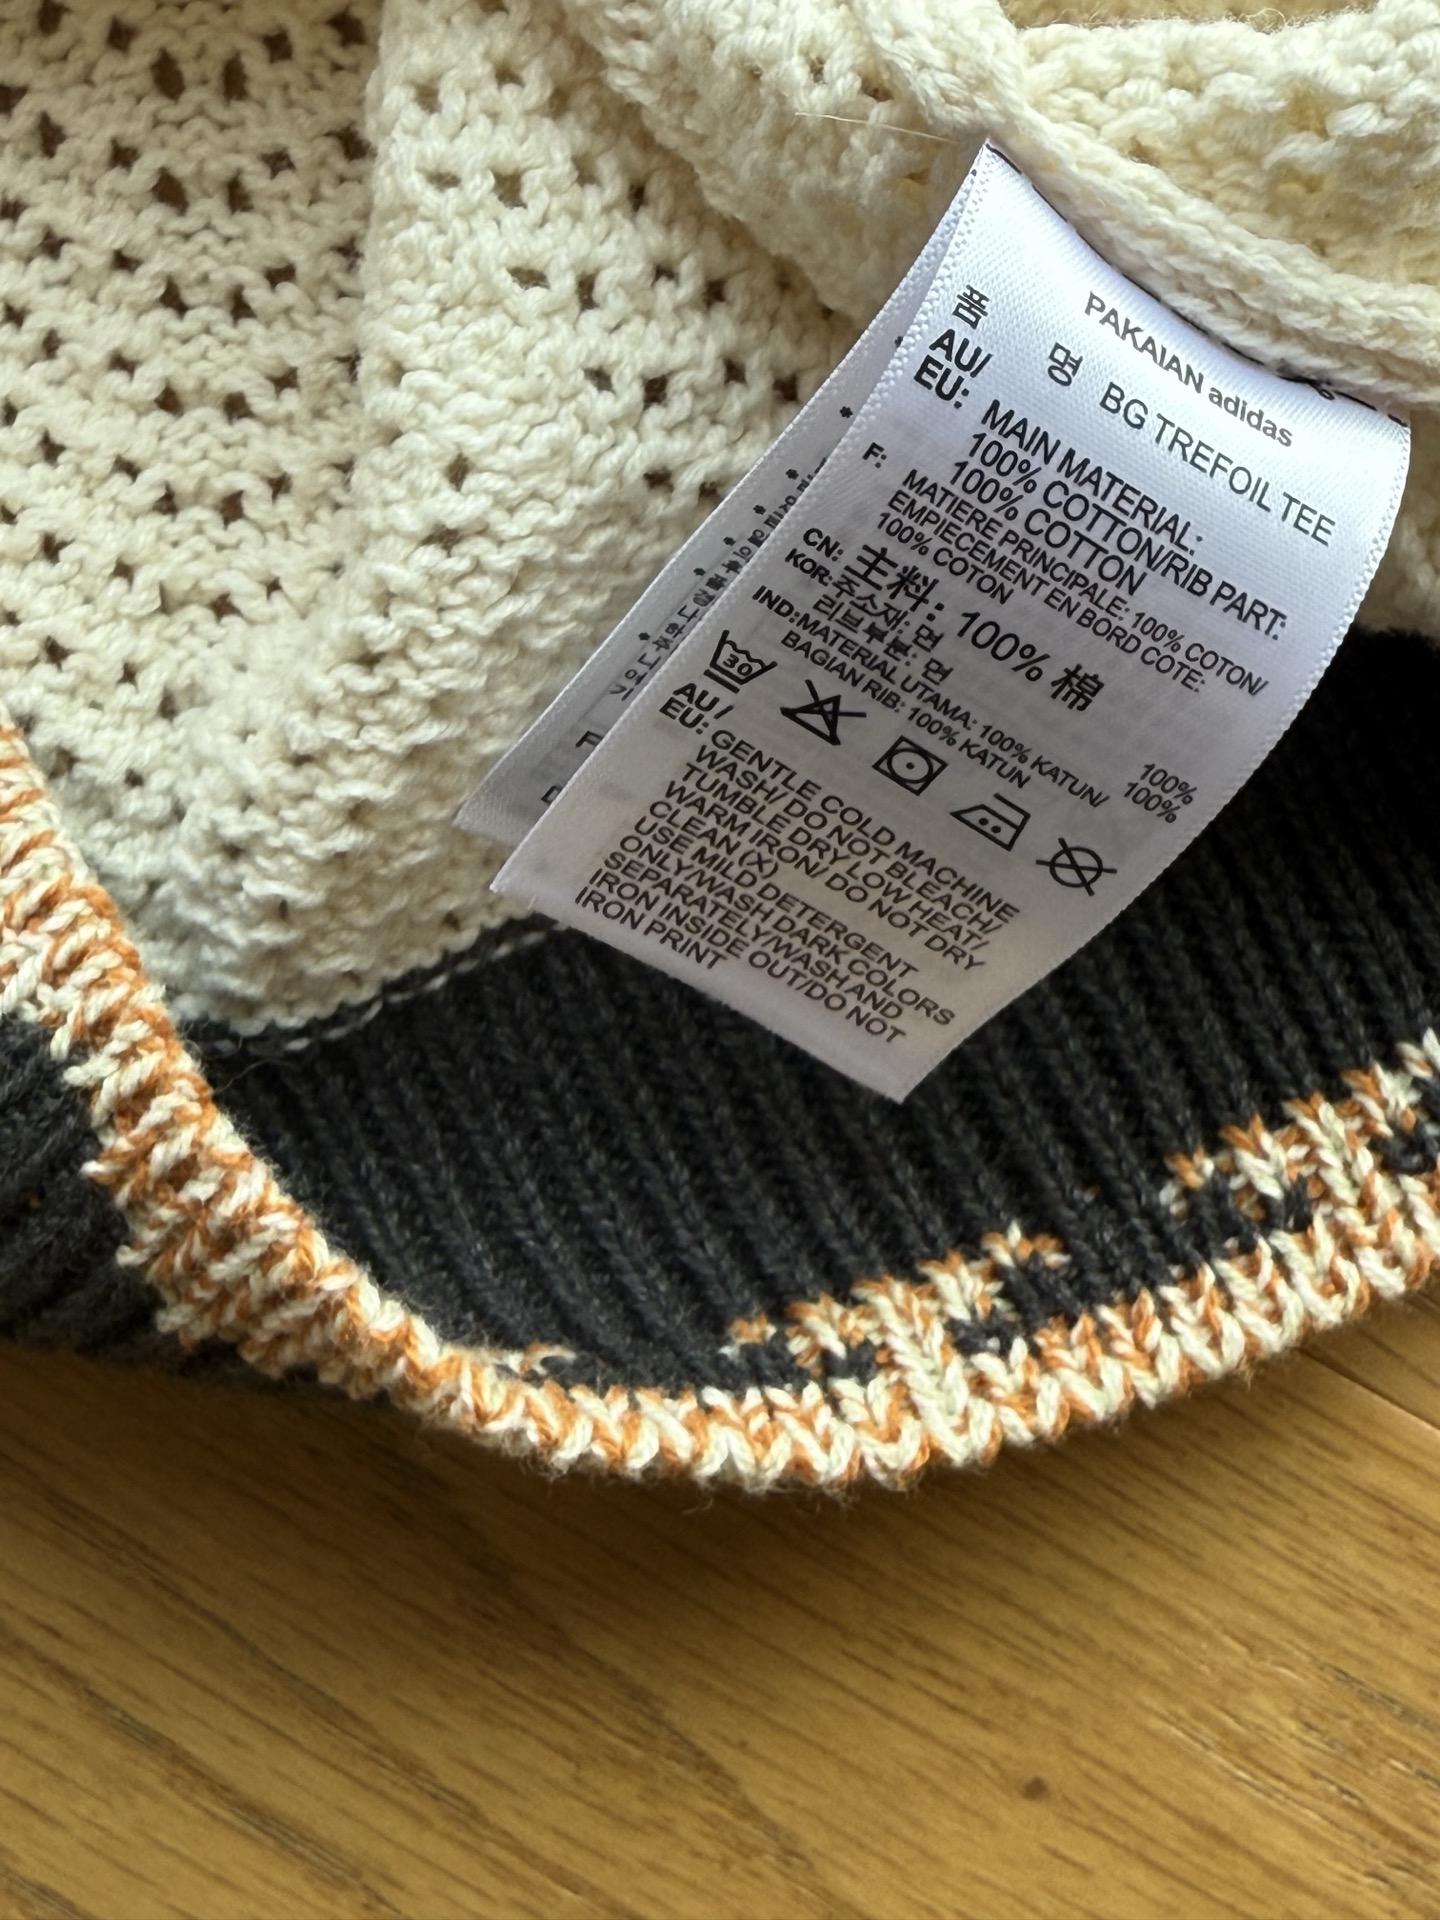 PAKAIAN adidas
품 명 BG TREFOIL TEE
AU/
EU: MAIN MATERIAL:
100% COTTON/RIB PART:
100% COTTON
F: MATIERE PRINCIPALE: 100% COTON/
EMPIECEMENT EN BORD COTE:
100% COTON
CN: 主料: 100% 棉
KOR: 주소재: 면 100%
리브부분: 면 100%
IND: MATERIAL UTAMA: 100% KATUN/
BAGIAN RIB: 100% KATUN
30
AU/
EU: GENTLE COLD MACHINE
WASH/ DO NOT BLEACH/
TUMBLE DRY LOW HEAT/
WARM IRON/ DO NOT DRY
CLEAN (X)
USE MILD DETERGENT
ONLY/WASH DARK COLORS
SEPARATELY/WASH AND
IRON INSIDE OUT/DO NOT
IRON PRINT